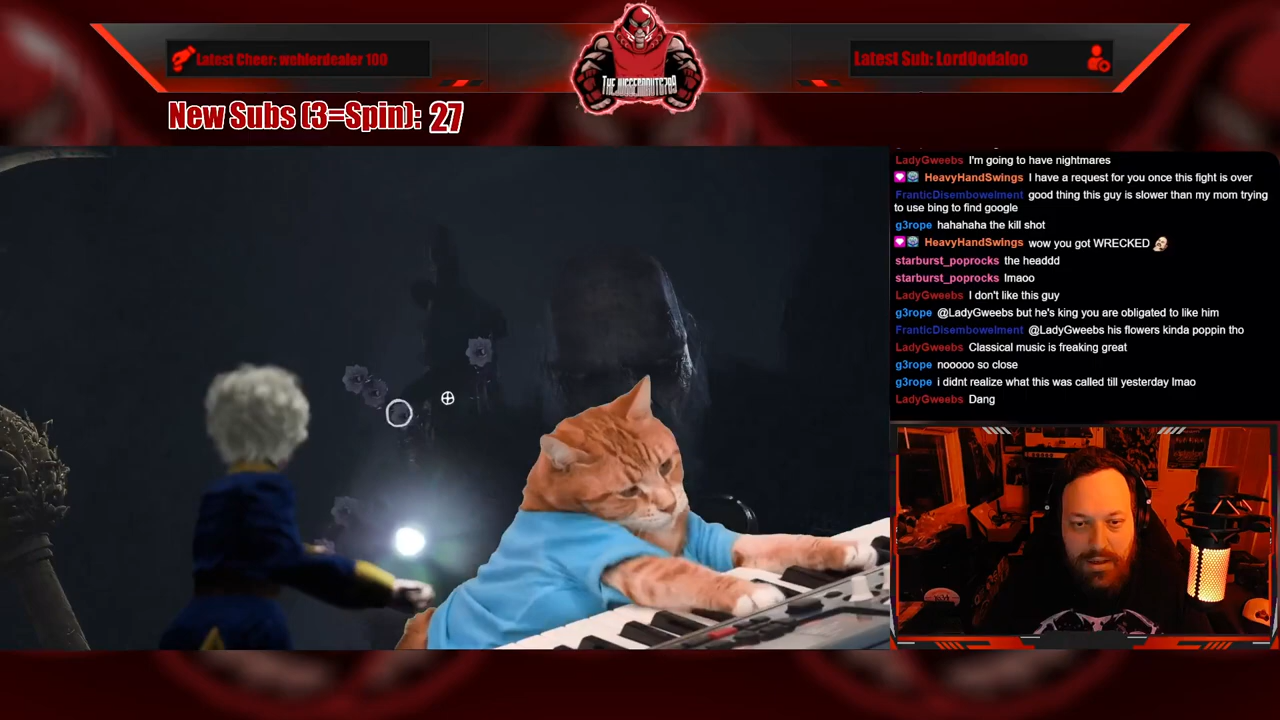 Latest Cheer: wehlerdealer 100
THEJUGGERNAUT6789
Latest Sub: LordOodaloo
New Subs (3=Spin): 27
LadyGweebs I'm going to have nightmares
HeavyHandSwings I have a request for you once this fight is over
FranticDisembowelment good thing this guy is slower than my mom trying
to use bing to find google
g3rope hahahaha the kill shot
HeavyHandSwings wow you got WRECKED
starburst_poprocks the headdd
starburst_poprocks lmaoo
LadyGweebs I don't like this guy
g3rope @LadyGweebs but he's king you are obligated to like him
FranticDisembowelment @LadyGweebs his flowers kinda poppin tho
LadyGweebs Classical music is freaking great
g3rope nooooo so close
g3rope i didnt realize what this was called till yesterday lmao
LadyGweebs Dang